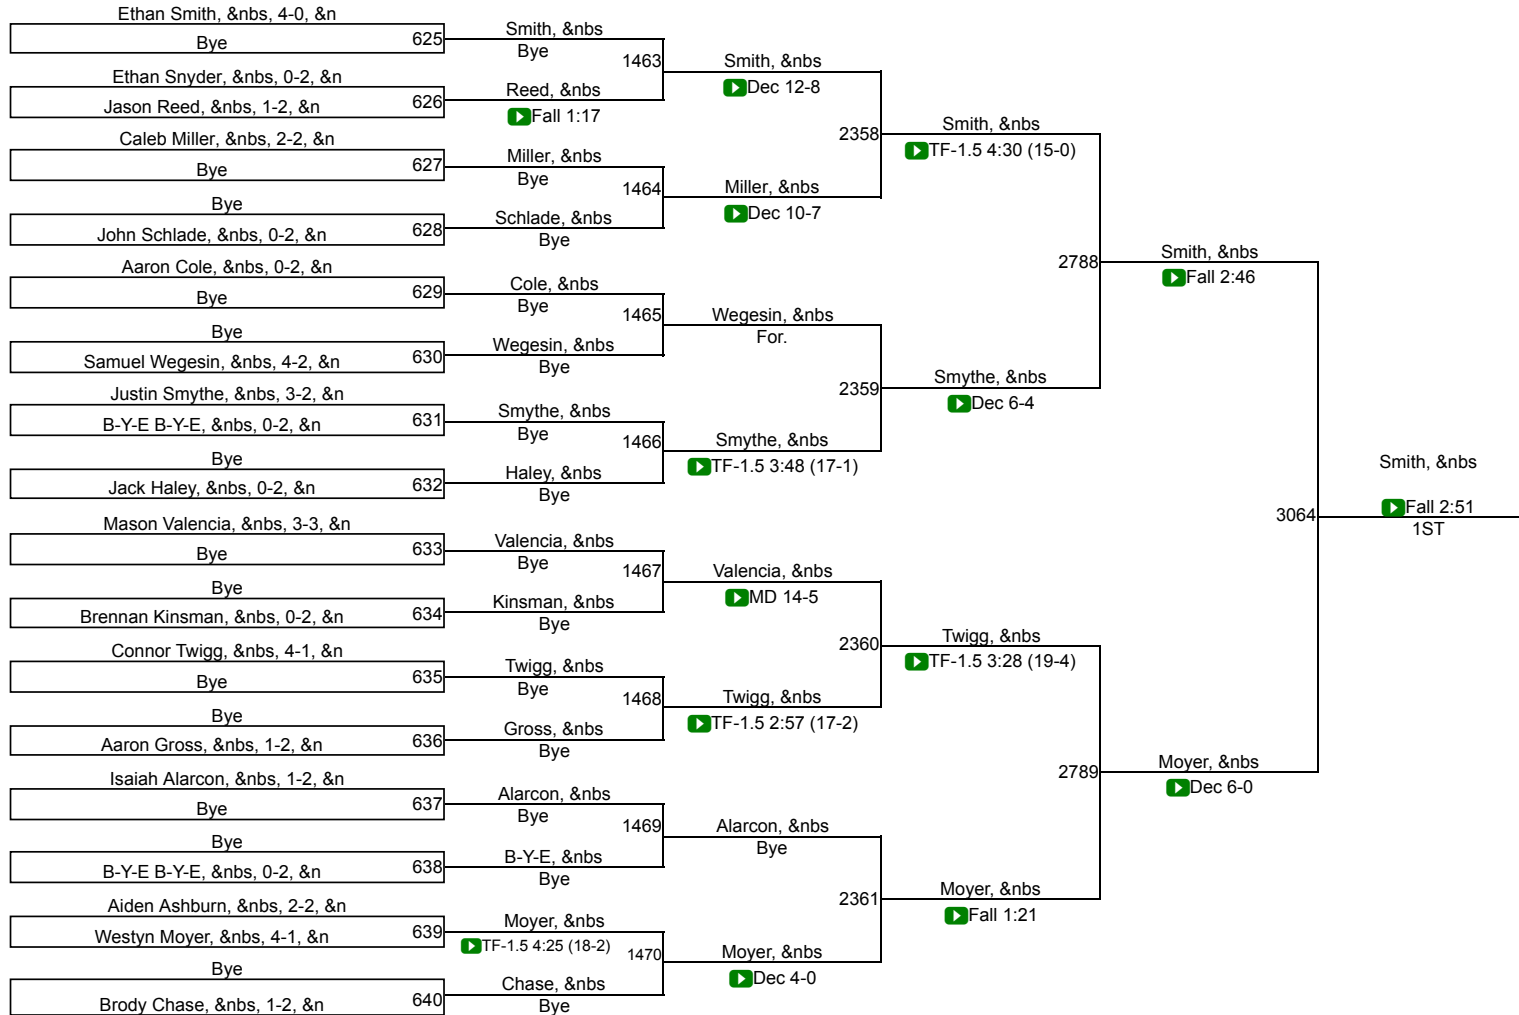 Ethan Smith, &nbs, 4-0, &n
Bye
625
Ethan Snyder, &nbs, 0-2, &n
Jason Reed, &nbs, 1-2, &n
626
Caleb Miller, &nbs, 2-2, &n
Bye
627
Bye
John Schlade, &nbs, 0-2, &n
628
Aaron Cole, &nbs, 0-2, &n
Bye
629
Bye
Samuel Wegesin, &nbs, 4-2, &n
630
Justin Smythe, &nbs, 3-2, &n
B-Y-E B-Y-E, &nbs, 0-2, &n
631
Bye
Jack Haley, &nbs, 0-2, &n
632
Mason Valencia, &nbs, 3-3, &n
Bye
633
Bye
Brennan Kinsman, &nbs, 0-2, &n
634
Connor Twigg, &nbs, 4-1, &n
Bye
635
Bye
Aaron Gross, &nbs, 1-2, &n
636
Isaiah Alarcon, &nbs, 1-2, &n
Bye
637
Bye
B-Y-E B-Y-E, &nbs, 0-2, &n
638
Aiden Ashburn, &nbs, 2-2, &n
Westyn Moyer, &nbs, 4-1, &n
639
Bye
Brody Chase, &nbs, 1-2, &n
640
Smith, &nbs
Bye
1463
Reed, &nbs
Fall 1:17
Miller, &nbs
Bye
1464
Schlade, &nbs
Bye
Cole, &nbs
Bye
1465
Wegesin, &nbs
Bye
Smythe, &nbs
Bye
1466
Haley, &nbs
Bye
Valencia, &nbs
Bye
1467
Kinsman, &nbs
Bye
Twigg, &nbs
Bye
1468
Gross, &nbs
Bye
Alarcon, &nbs
Bye
1469
B-Y-E, &nbs
Bye
Moyer, &nbs
TF-1.5 4:25 (18-2)
1470
Chase, &nbs
Bye
Smith, &nbs
Dec 12-8
2358
Miller, &nbs
Dec 10-7
Wegesin, &nbs
For.
2359
Smythe, &nbs
TF-1.5 3:48 (17-1)
Valencia, &nbs
MD 14-5
2360
Twigg, &nbs
TF-1.5 2:57 (17-2)
Alarcon, &nbs
Bye
2361
Moyer, &nbs
Dec 4-0
Smith, &nbs
TF-1.5 4:30 (15-0)
2788
Smythe, &nbs
Dec 6-4
Twigg, &nbs
TF-1.5 3:28 (19-4)
2789
Moyer, &nbs
Fall 1:21
Smith, &nbs
Fall 2:46
3064
Moyer, &nbs
Dec 6-0
Smith, &nbs
Fall 2:51
1ST